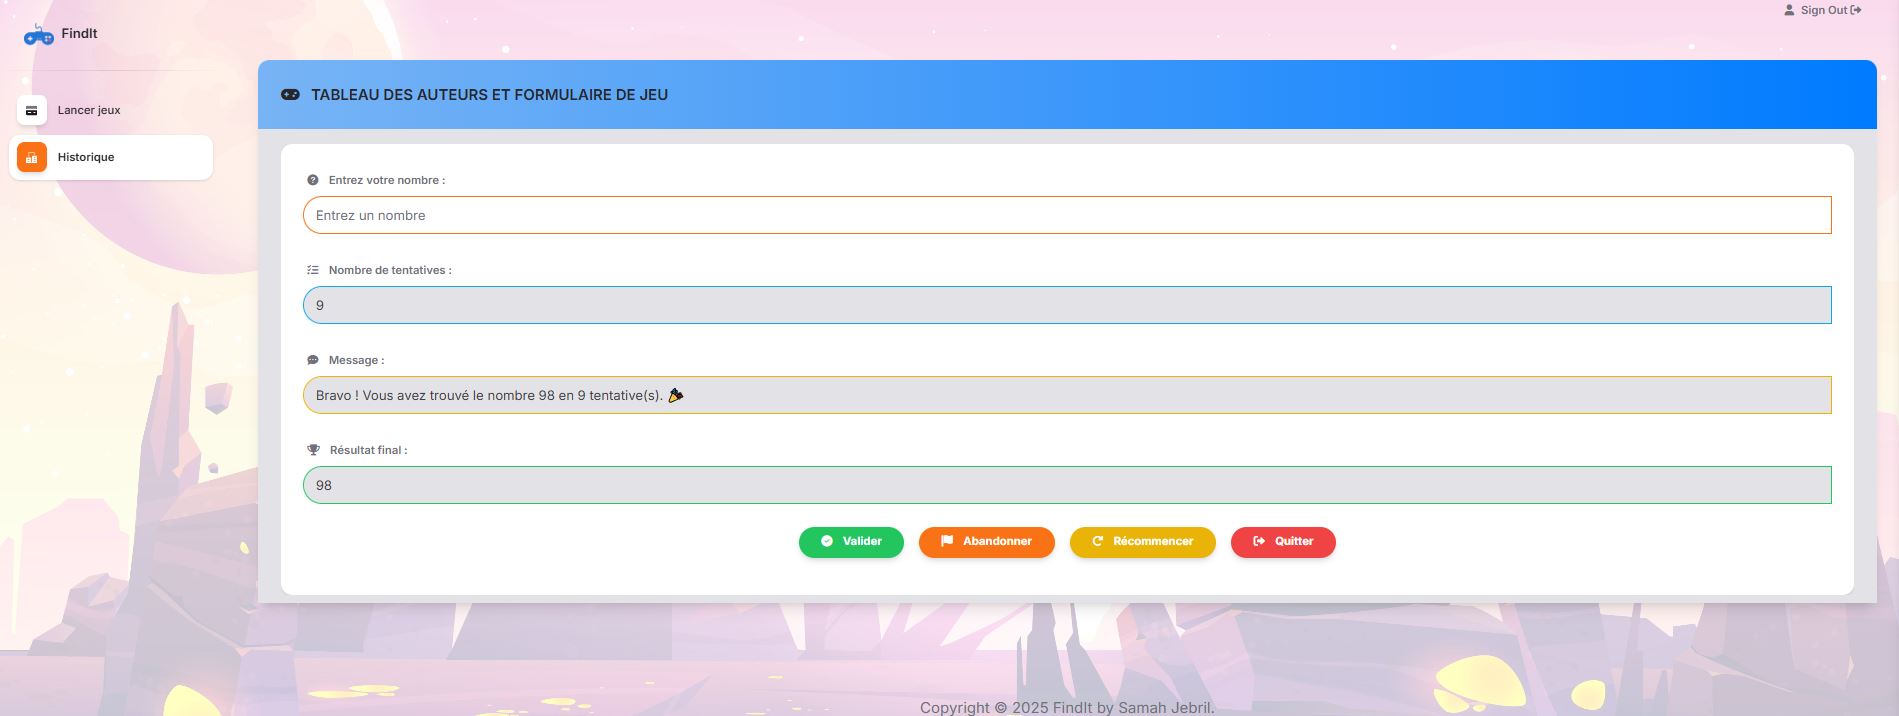 FindIt
Sign Out
Lancer jeux
Historique
TABLEAU DES AUTEURS ET FORMULAIRE DE JEU
Entrez votre nombre :
Entrez un nombre
Nombre de tentatives :
9
Message :
Bravo ! Vous avez trouvé le nombre 98 en 9 tentative(s). 🎉
Résultat final :
98
Valider
Abandonner
Récommencer
Quitter
Copyright © 2025 FindIt by Samah Jebril.